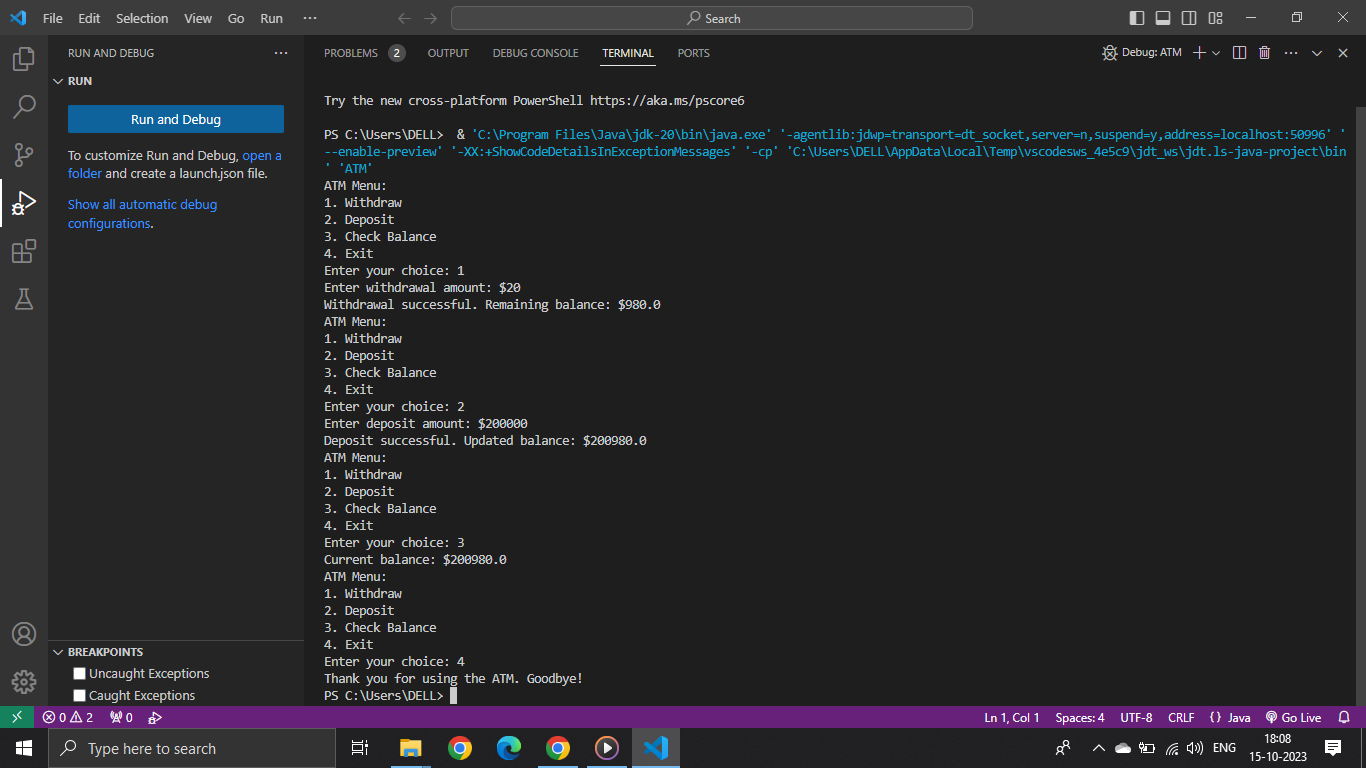 File Edit Selection View Go Run ···
Search
RUN AND DEBUG ···
RUN
Run and Debug
To customize Run and Debug, open a
folder and create a launch.json file.
Show all automatic debug
configurations.
BREAKPOINTS
Uncaught Exceptions
Caught Exceptions
PROBLEMS 2 OUTPUT DEBUG CONSOLE TERMINAL PORTS
Debug: ATM
Try the new cross-platform PowerShell https://aka.ms/pscore6
PS C:\Users\DELL>  & 'C:\Program Files\Java\jdk-20\bin\java.exe' '-agentlib:jdwp=transport=dt_socket,server=n,suspend=y,address=localhost:50996' '
--enable-preview' '-XX:+ShowCodeDetailsInExceptionMessages' '-cp' 'C:\Users\DELL\AppData\Local\Temp\vscodesws_4e5c9\jdt_ws\jdt.ls-java-project\bin
' 'ATM'
ATM Menu:
1. Withdraw
2. Deposit
3. Check Balance
4. Exit
Enter your choice: 1
Enter withdrawal amount: $20
Withdrawal successful. Remaining balance: $980.0
ATM Menu:
1. Withdraw
2. Deposit
3. Check Balance
4. Exit
Enter your choice: 2
Enter deposit amount: $200000
Deposit successful. Updated balance: $200980.0
ATM Menu:
1. Withdraw
2. Deposit
3. Check Balance
4. Exit
Enter your choice: 3
Current balance: $200980.0
ATM Menu:
1. Withdraw
2. Deposit
3. Check Balance
4. Exit
Enter your choice: 4
Thank you for using the ATM. Goodbye!
PS C:\Users\DELL>
0 2 0
Ln 1, Col 1 Spaces: 4 UTF-8 CRLF {} Java Go Live
Type here to search
ENG
18:08
15-10-2023